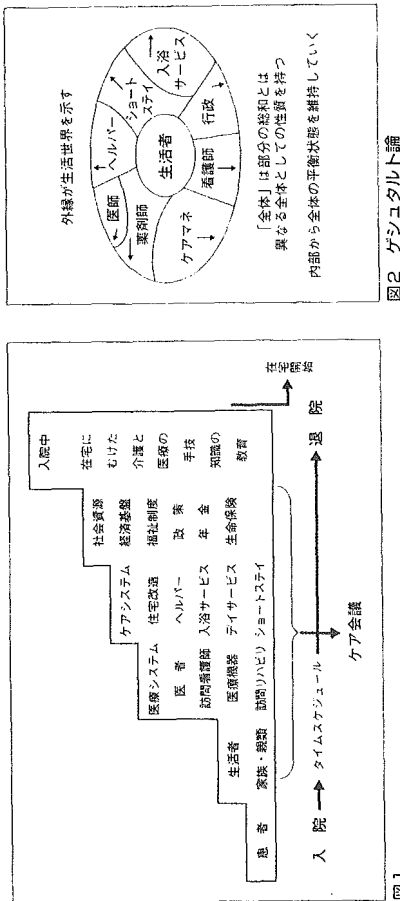 入院中
在宅に
むけた
介護と
医療の
手技
知識の
教育
社会資源
経済基盤
福祉制度
政策
年金
生命保険
ケアシステム
住宅改造
ヘルパー
入浴サービス
デイサービス
ショートステイ
医療システム
医者
訪問看護師
医療機器
訪問リハビリ
生活者
家族・親類
患者
入院
タイムスケジュール
退院
在宅開始
ケア会議
図1
外縁が生活世界を示す
医師
薬剤師
ヘルパー
ショート
ステイ
入浴
サービス
生活者
行政
看護師
ケアマネ
「全体」は部分の総和とは
異なる全体としての性質を持つ
内部から全体の平衡状態を維持していく
図2 ゲシュタルト論